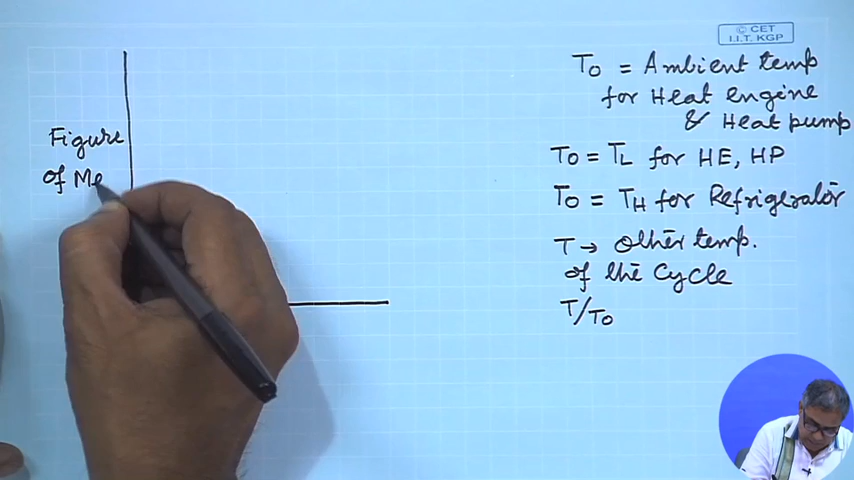 © CET
I.I.T. KGP
Figure
of Me
T0 = Ambient temp
for Heat engine
& Heat pump
T0 = TL for HE, HP
T0 = TH for Refrigerator
T → other temp.
of the Cycle
T/T0